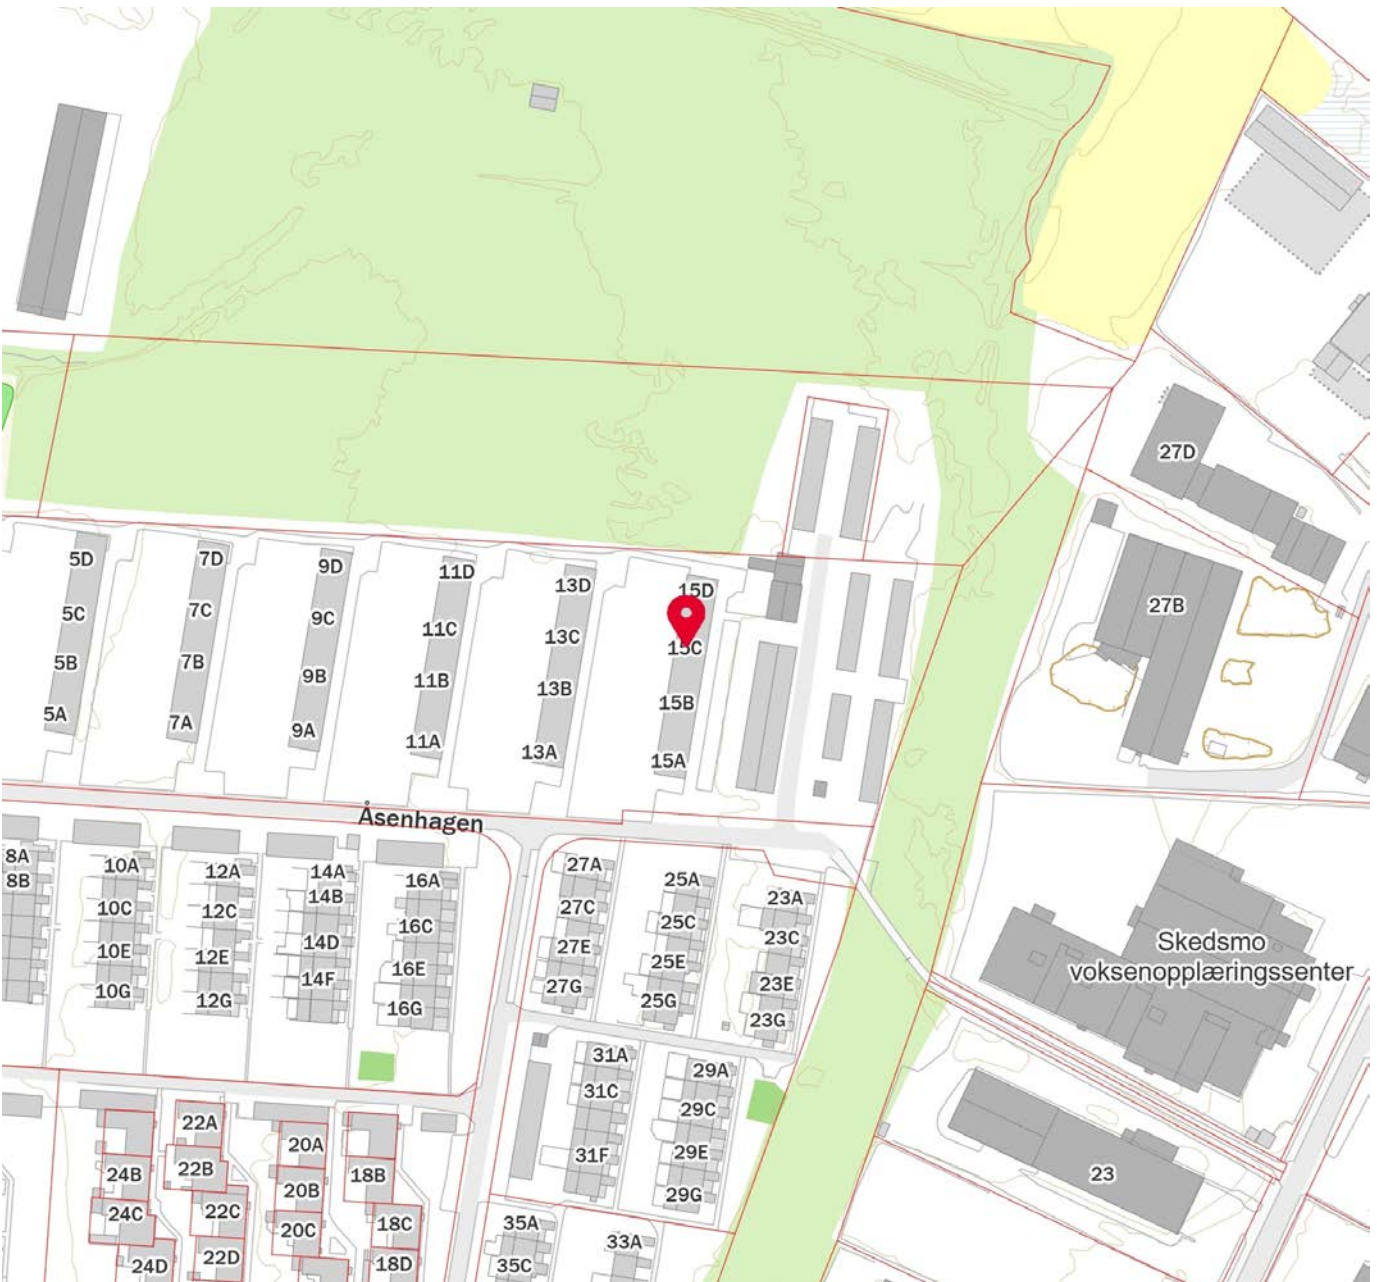 27D
5D
7D
9D
11D
13D
15D
5C
7C
9C
11C
13C
15C
27B
5B
7B
9B
11B
13B
15B
5A
7A
9A
11A
13A
15A
Åsenhagen
8A
10A
12A
14A
16A
27A
25A
23A
8B
14B
10C
12C
16C
27C
25C
23C
10E
12E
14D
16E
27E
25E
23E
14F
10G
12G
16G
27G
25G
23G
Skedsmo
voksenopplæringssenter
31A
29A
31C
29C
31F
29E
29G
22A
20A
24B
22B
20B
18B
23
24C
22C
20C
18C
35A
33A
24D
22D
18D
35C